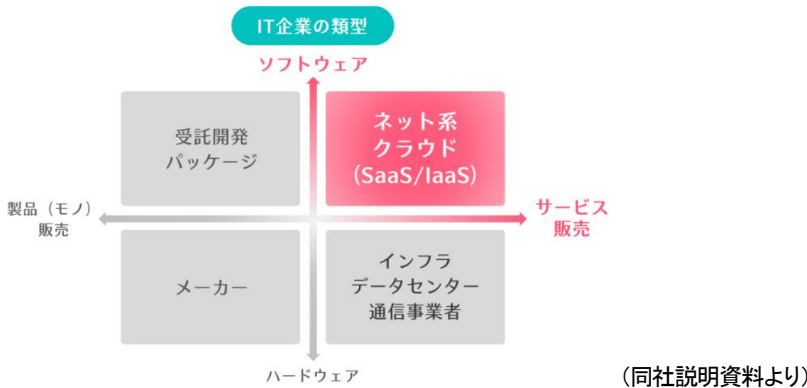 IT企業の類型
ソフトウェア
受託開発
パッケージ
ネット系
クラウド
(SaaS/IaaS)
製品（モノ）
販売
サービス
販売
メーカー
インフラ
データセンター
通信事業者
ハードウェア
(同社説明資料より)